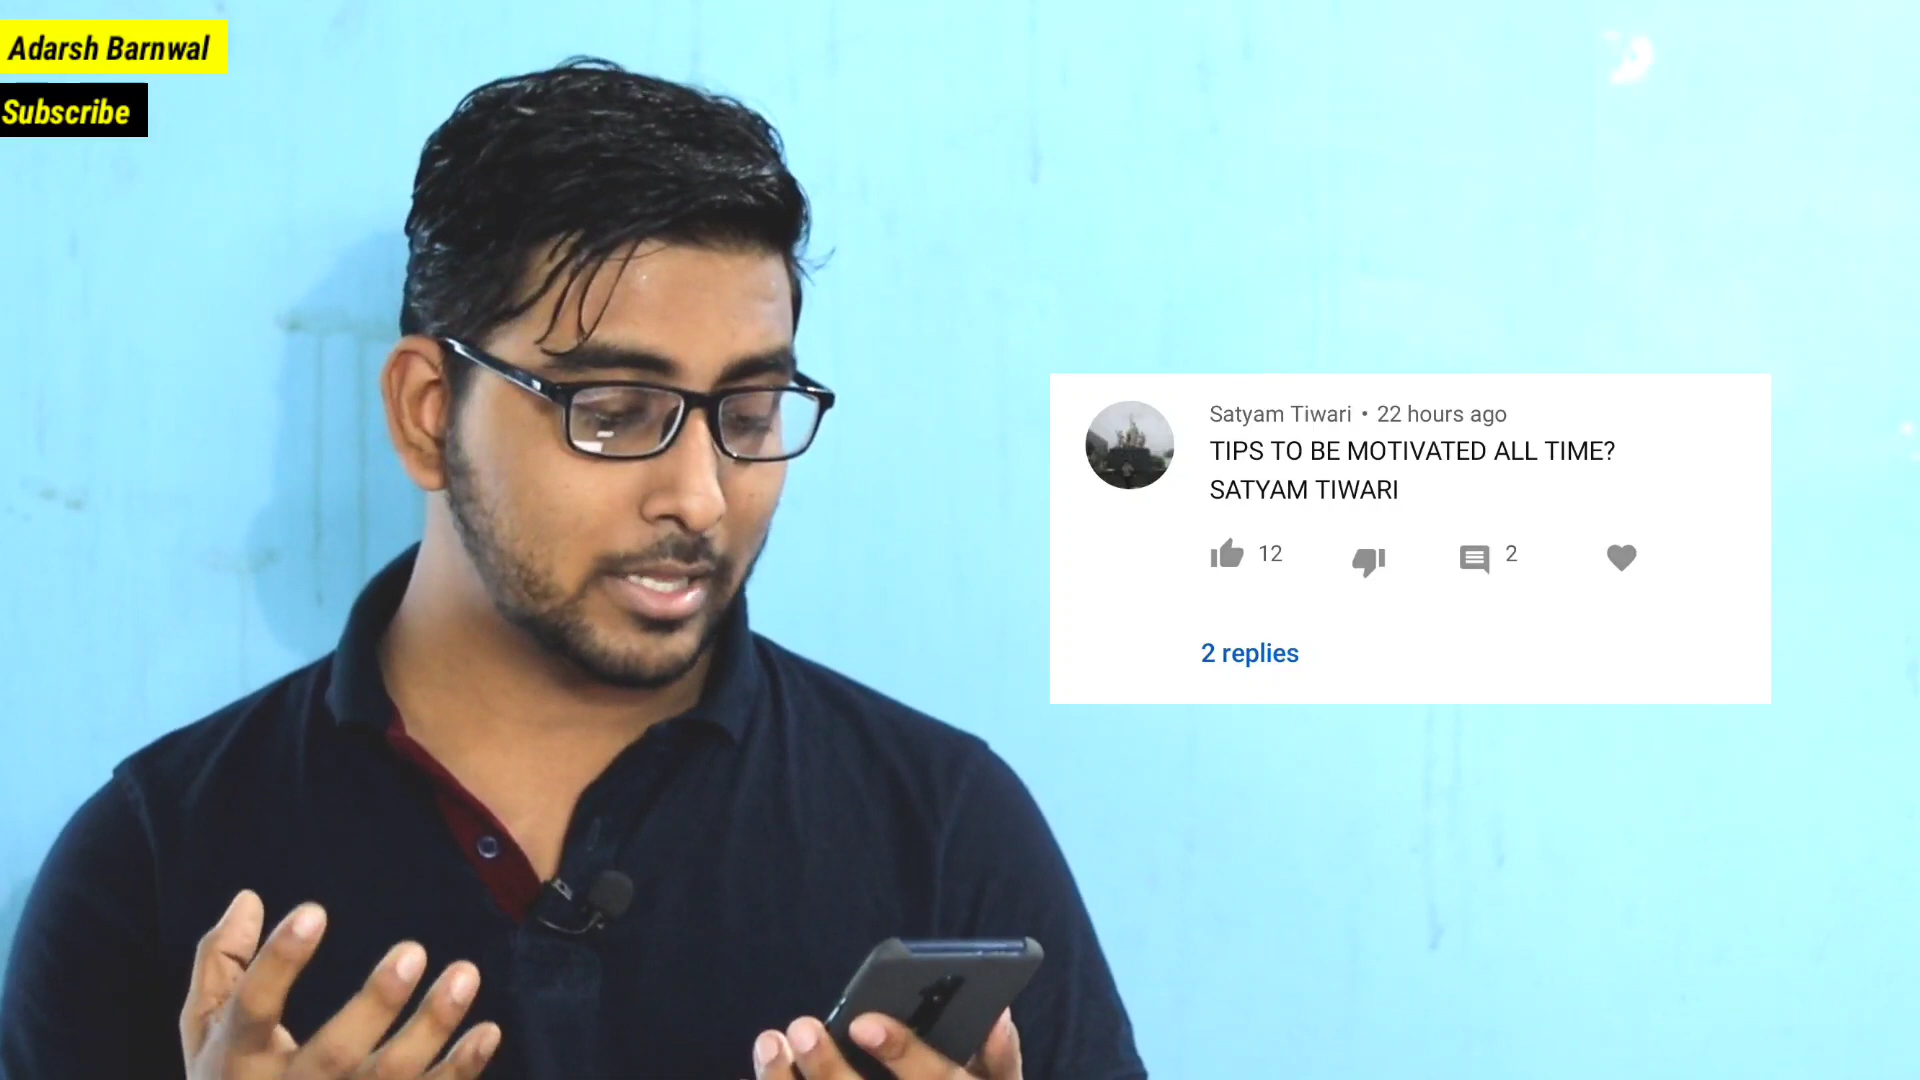 Adarsh Barnwal
Subscribe
Satyam Tiwari • 22 hours ago
TIPS TO BE MOTIVATED ALL TIME?
SATYAM TIWARI
12
2
2 replies